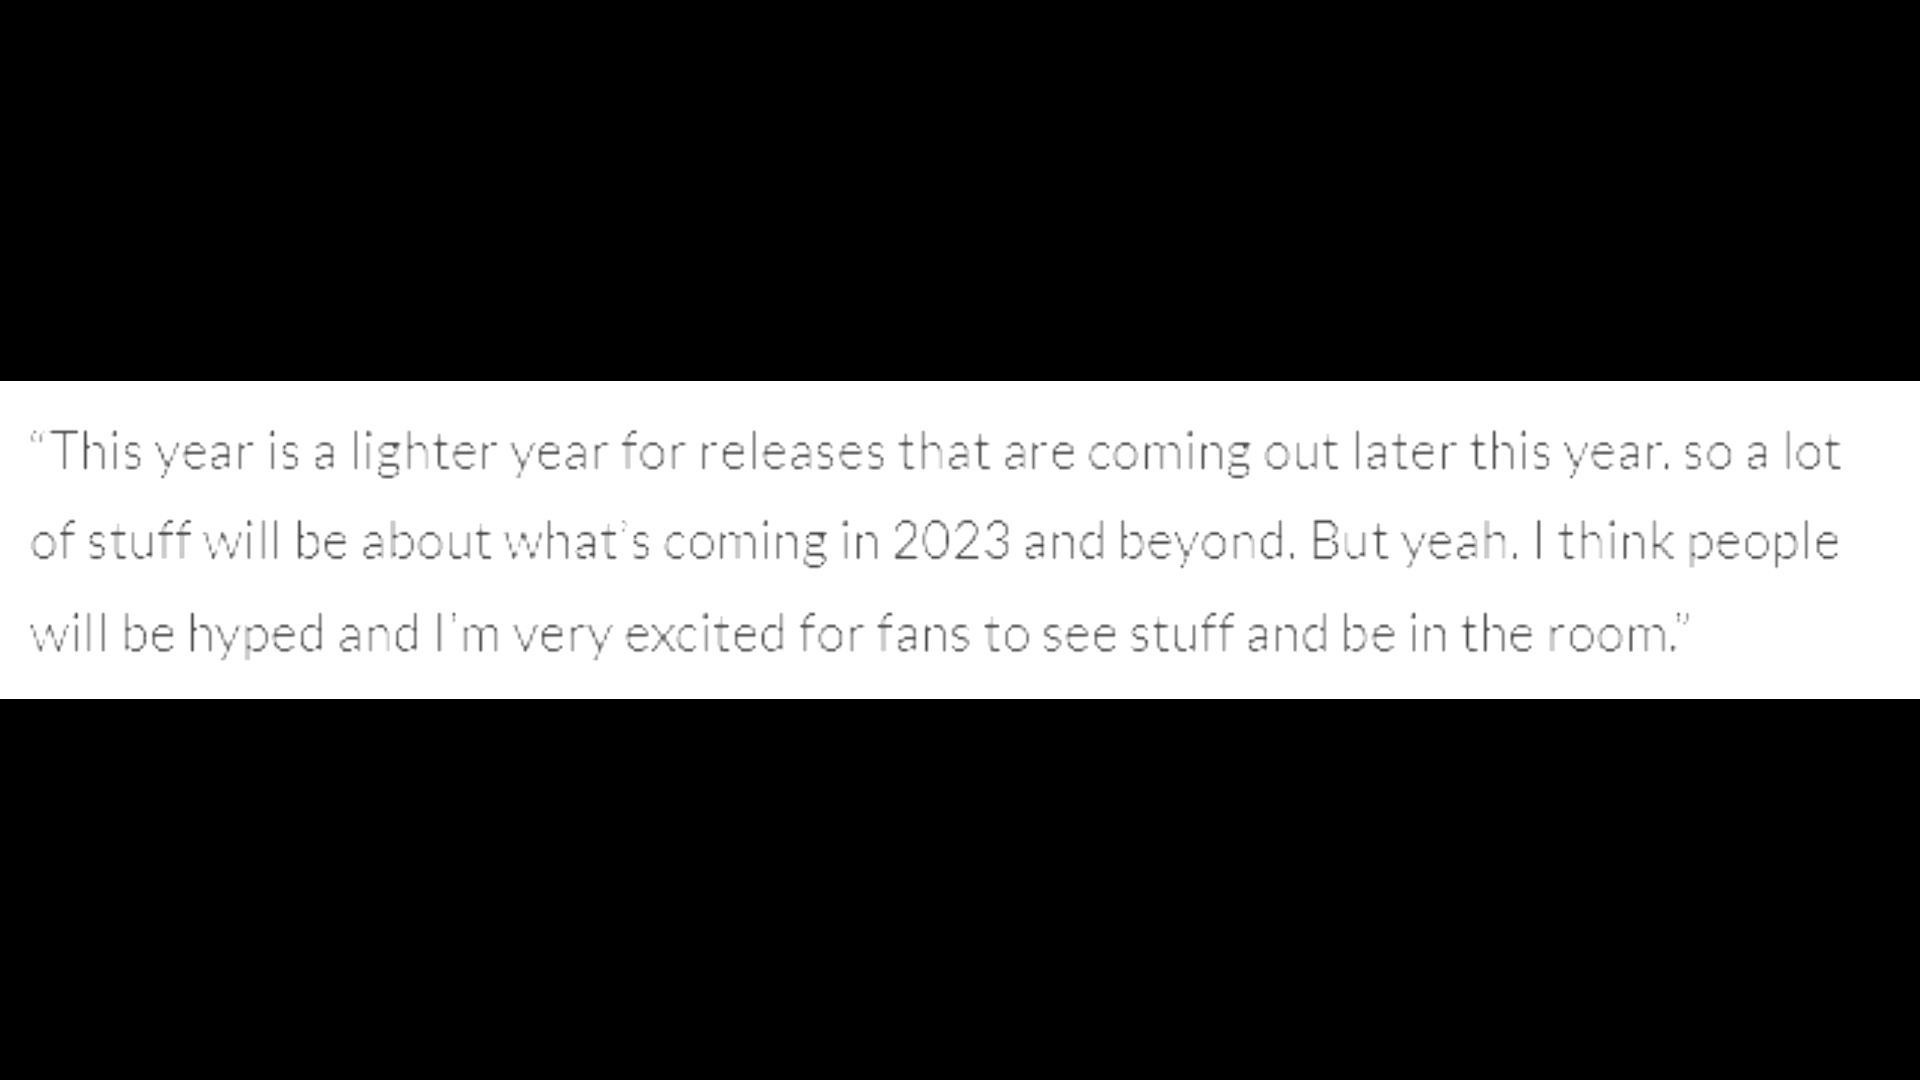 “This year is a lighter year for releases that are coming out later this year, so a lot
of stuff will be about what’s coming in 2023 and beyond. But yeah, I think people
will be hyped and I’m very excited for fans to see stuff and be in the room.”